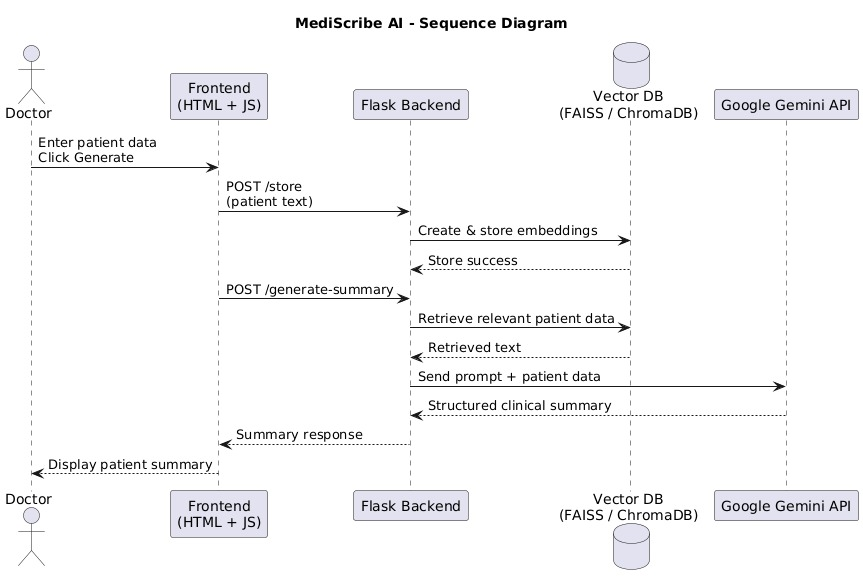 MediScribe AI - Sequence Diagram
Doctor
Frontend
(HTML + JS)
Flask Backend
Vector DB
(FAISS / ChromaDB)
Google Gemini API
Enter patient data
Click Generate
POST /store
(patient text)
Create & store embeddings
Store success
POST /generate-summary
Retrieve relevant patient data
Retrieved text
Send prompt + patient data
Structured clinical summary
Summary response
Display patient summary
Doctor
Frontend
(HTML + JS)
Flask Backend
Vector DB
(FAISS / ChromaDB)
Google Gemini API